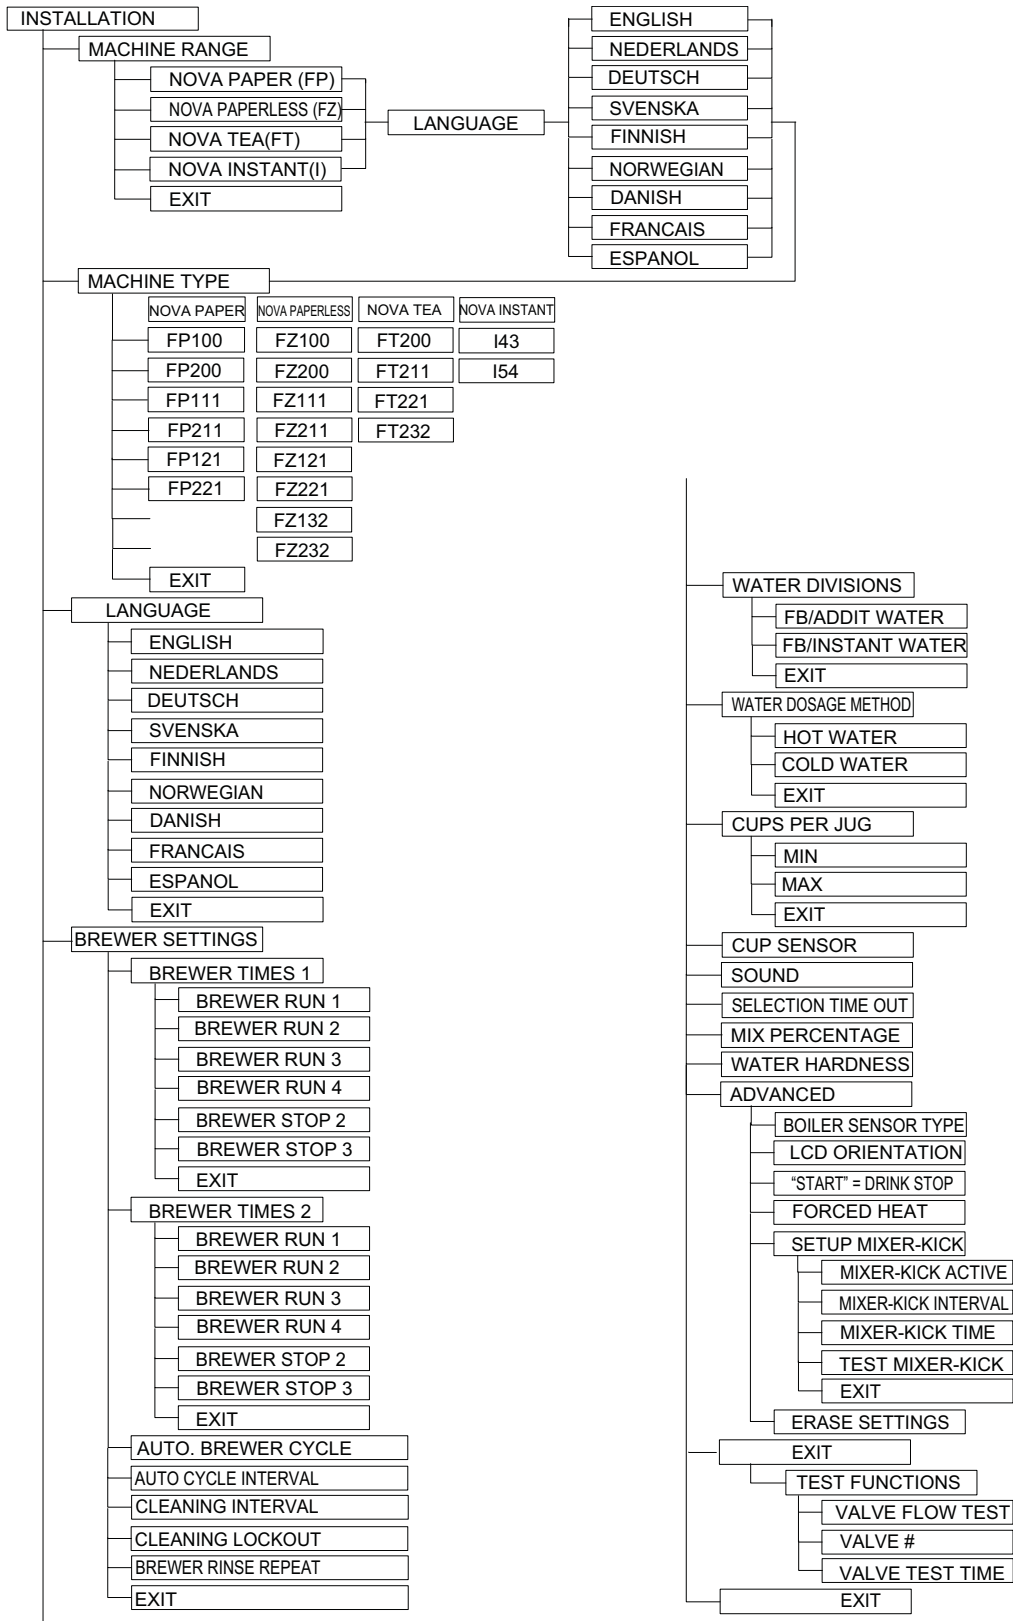 INSTALLATION
MACHINE RANGE
NOVA PAPER (FP)
NOVA PAPERLESS (FZ)
NOVA TEA(FT)
NOVA INSTANT(I)
EXIT
LANGUAGE
ENGLISH
NEDERLANDS
DEUTSCH
SVENSKA
FINNISH
NORWEGIAN
DANISH
FRANCAIS
ESPANOL
MACHINE TYPE
NOVA PAPER NOVA PAPERLESS NOVA TEA NOVA INSTANT
FP100 FZ100 FT200 I43
FP200 FZ200 FT211 I54
FP111 FZ111 FT221
FP211 FZ211 FT232
FP121 FZ121
FP221 FZ221
FZ132
FZ232
EXIT
LANGUAGE
ENGLISH
NEDERLANDS
DEUTSCH
SVENSKA
FINNISH
NORWEGIAN
DANISH
FRANCAIS
ESPANOL
EXIT
BREWER SETTINGS
BREWER TIMES 1
BREWER RUN 1
BREWER RUN 2
BREWER RUN 3
BREWER RUN 4
BREWER STOP 2
BREWER STOP 3
EXIT
BREWER TIMES 2
BREWER RUN 1
BREWER RUN 2
BREWER RUN 3
BREWER RUN 4
BREWER STOP 2
BREWER STOP 3
EXIT
AUTO. BREWER CYCLE
AUTO CYCLE INTERVAL
CLEANING INTERVAL
CLEANING LOCKOUT
BREWER RINSE REPEAT
EXIT
WATER DIVISIONS
FB/ADDIT WATER
FB/INSTANT WATER
EXIT
WATER DOSAGE METHOD
HOT WATER
COLD WATER
EXIT
CUPS PER JUG
MIN
MAX
EXIT
CUP SENSOR
SOUND
SELECTION TIME OUT
MIX PERCENTAGE
WATER HARDNESS
ADVANCED
BOILER SENSOR TYPE
LCD ORIENTATION
“START” = DRINK STOP
FORCED HEAT
SETUP MIXER-KICK
MIXER-KICK ACTIVE
MIXER-KICK INTERVAL
MIXER-KICK TIME
TEST MIXER-KICK
EXIT
ERASE SETTINGS
EXIT
TEST FUNCTIONS
VALVE FLOW TEST
VALVE #
VALVE TEST TIME
EXIT